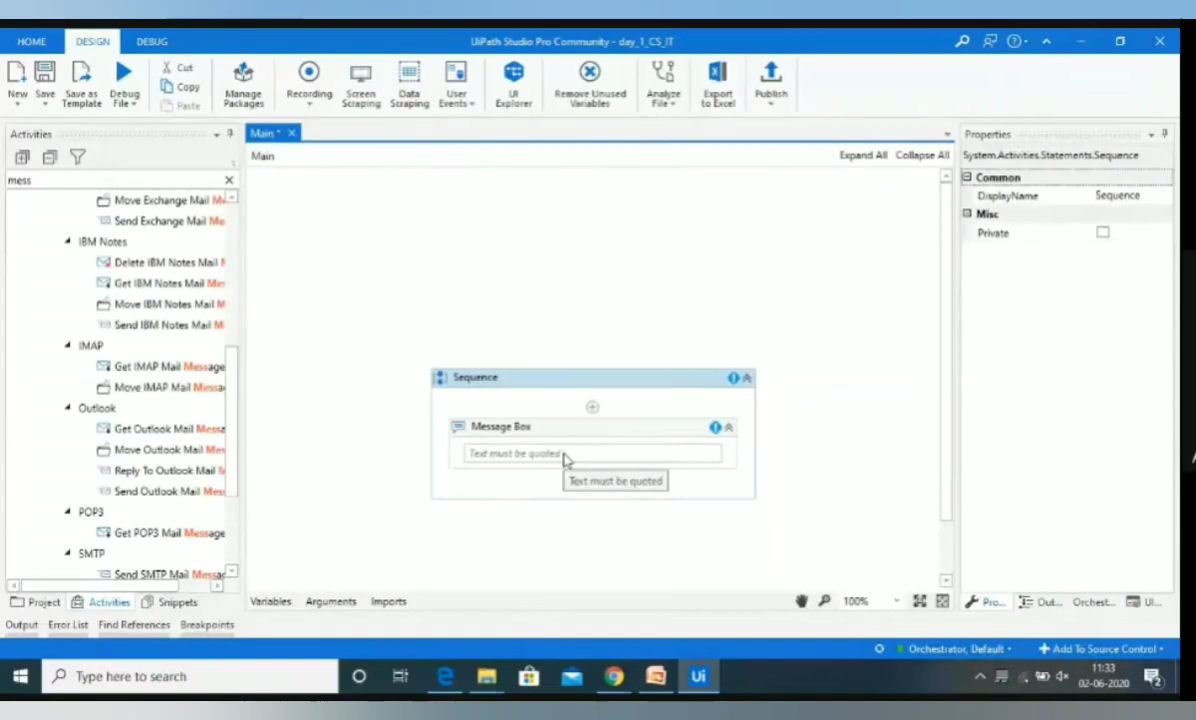 HOME DESIGN DEBUG UiPath Studio Pro Community - day_1_CS_IT
New Save Save as Template Debug File Cut Copy Paste Manage Packages Recording Screen Scraping Data Scraping User Events UI Explorer Remove Unused Variables Analyze File Export to Excel Publish
Activities
mess
Move Exchange Mail
Send Exchange Mail Me
IBM Notes
Delete IBM Notes Mail
Get IBM Notes Mail Mes
Move IBM Notes Mail M
Send IBM Notes Mail M
IMAP
Get IMAP Mail Message
Move IMAP Mail Messa
Outlook
Get Outlook Mail Messa
Move Outlook Mail Mes
Reply To Outlook Mail
Send Outlook Mail Mess
POP3
Get POP3 Mail Message
SMTP
Send SMTP Mail Messag
Project Activities Snippets
Output Error List Find References Breakpoints
Main *
Main Expand All Collapse All
Sequence
Message Box
Text must be quoted
Text must be quoted
Variables Arguments Imports 100%
Properties
System.Activities.Statements.Sequence
Common
DisplayName Sequence
Misc
Private
Pro... Out... Orchest... UI...
Orchestrator, Default Add To Source Control
Type here to search
Ui
11:33
02-06-2020
2